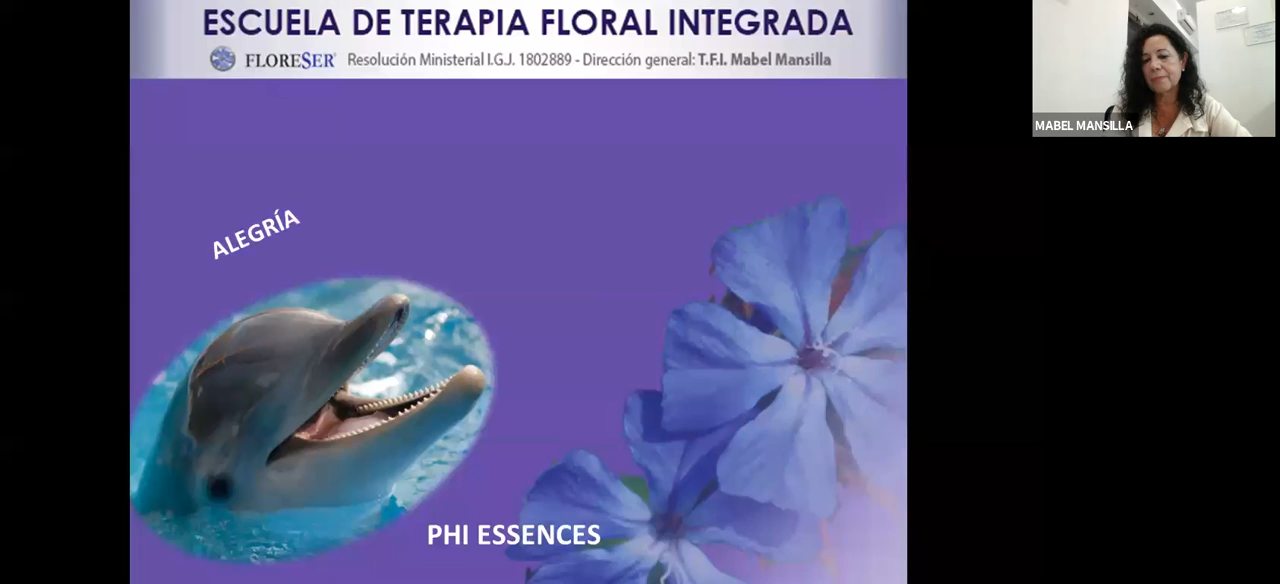 ESCUELA DE TERAPIA FLORAL INTEGRADA
FLORESER® Resolución Ministerial I.G.J. 1802889 - Dirección general: T.F.I. Mabel Mansilla
MABEL MANSILLA
ALEGRÍA
PHI ESSENCES